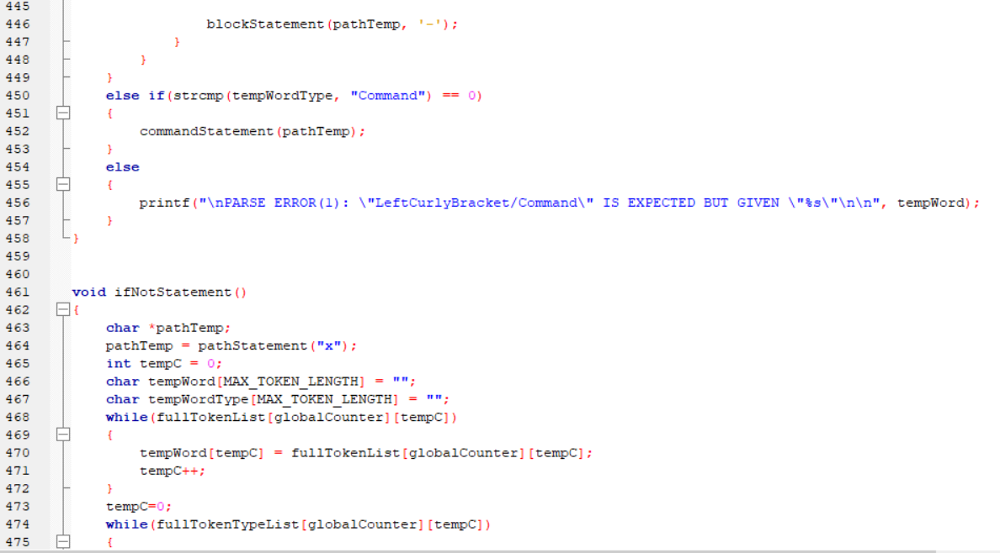 445
446 blockStatement(pathTemp, '-');
447 }
448 }
449 }
450 else if(strcmp(tempWordType, "Command") == 0)
451 {
452 commandStatement(pathTemp);
453 }
454 else
455 {
456 printf("\nPARSE ERROR(1): \"LeftCurlyBracket/Command\" IS EXPECTED BUT GIVEN \"%s\"\n\n", tempWord);
457 }
458 }
459
460
461 void ifNotStatement()
462 {
463 char *pathTemp;
464 pathTemp = pathStatement("x");
465 int tempC = 0;
466 char tempWord[MAX_TOKEN_LENGTH] = "";
467 char tempWordType[MAX_TOKEN_LENGTH] = "";
468 while(fullTokenList[globalCounter][tempC])
469 {
470 tempWord[tempC] = fullTokenList[globalCounter][tempC];
471 tempC++;
472 }
473 tempC=0;
474 while(fullTokenTypeList[globalCounter][tempC])
475 {